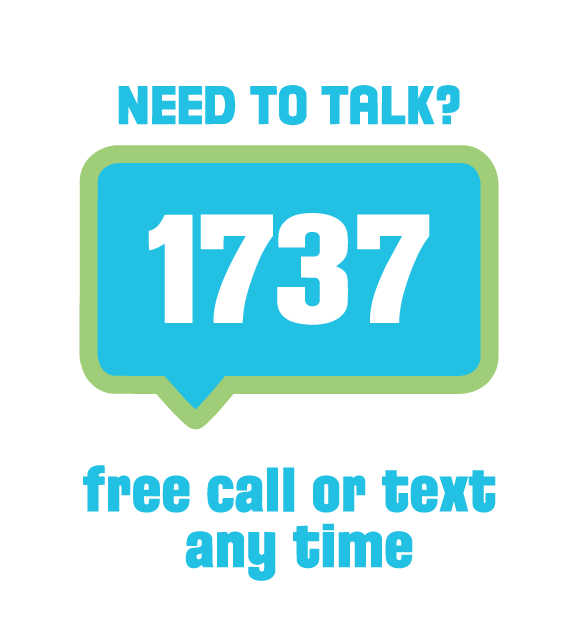 NEED TO TALK?
1737
free call or text
any time